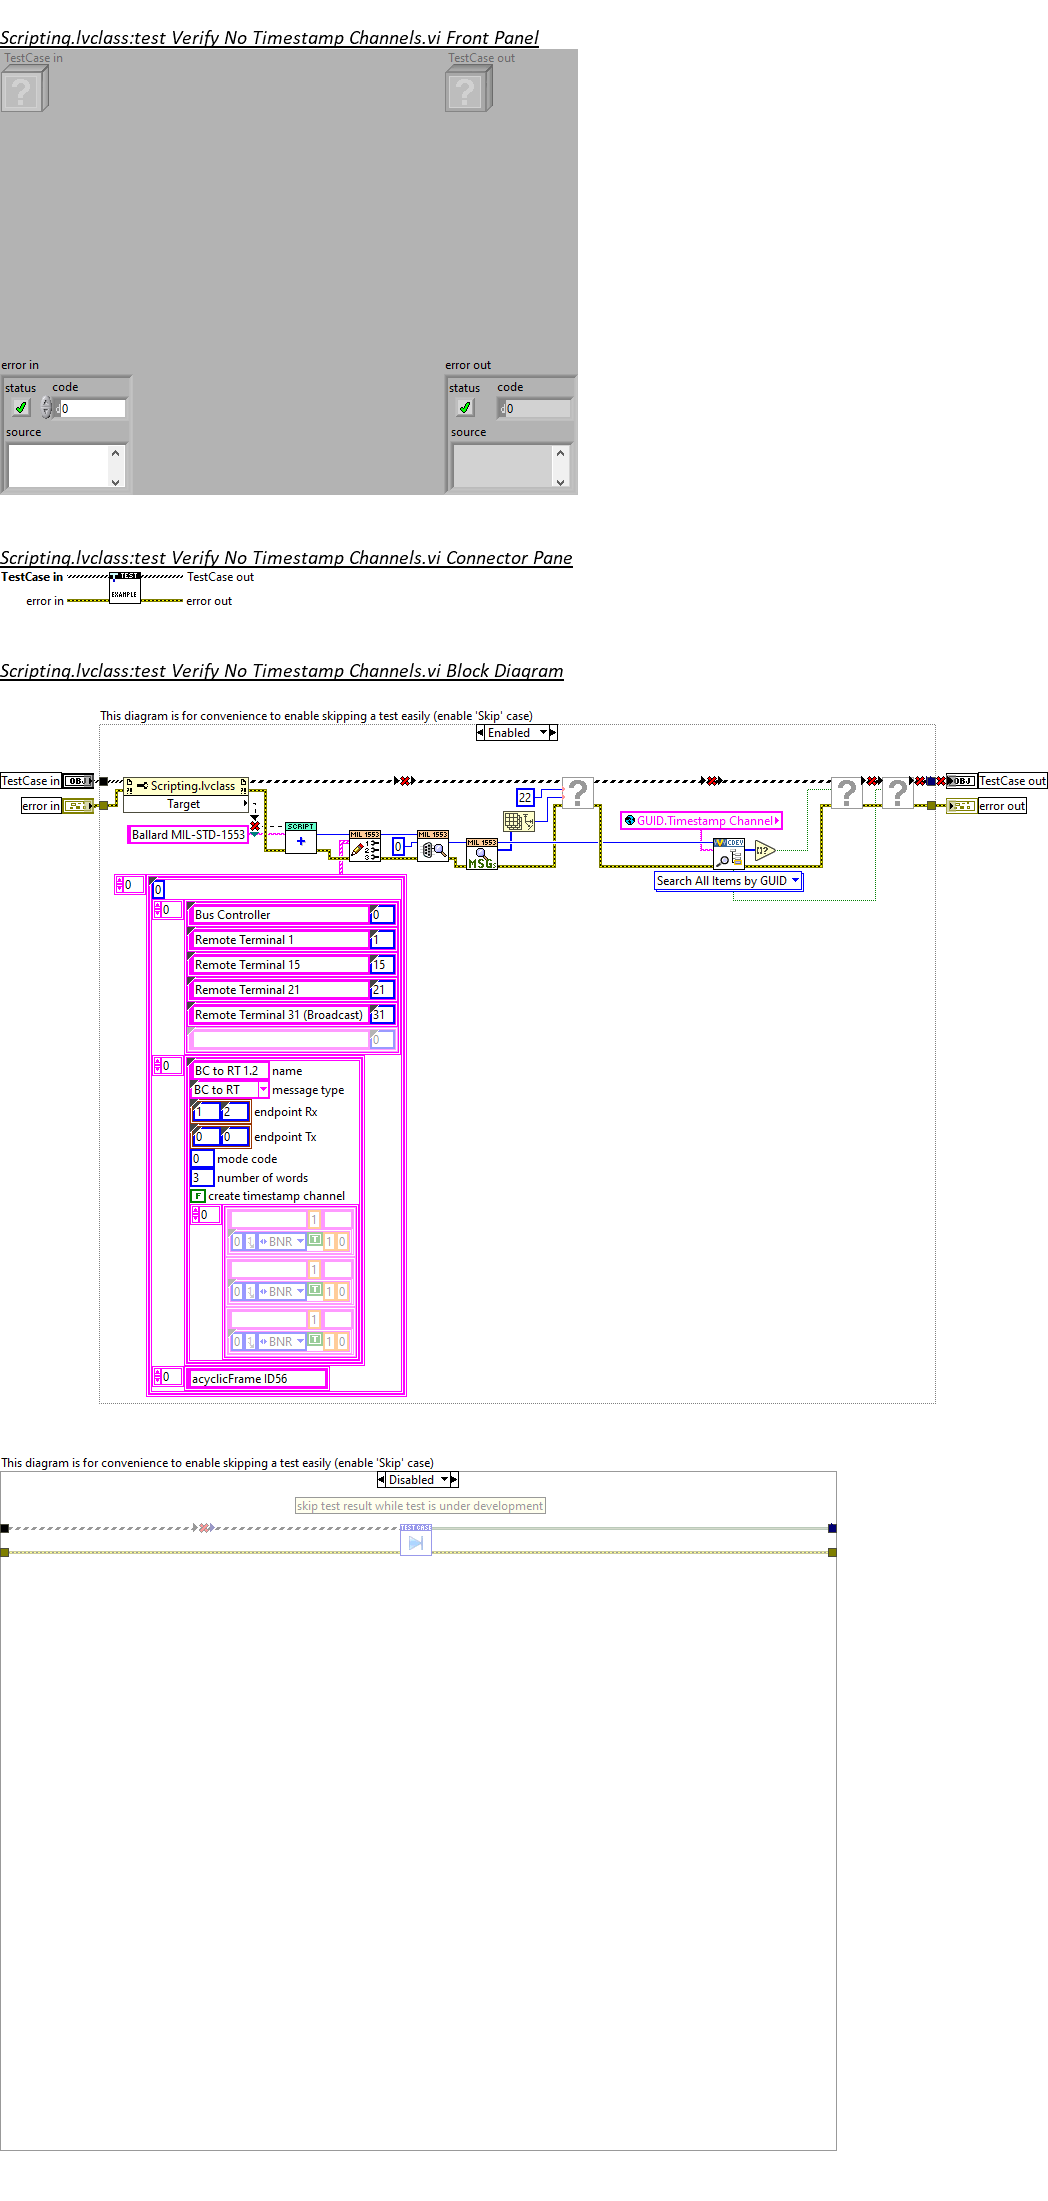 Scripting.lvclass:test Verify No Timestamp Channels.vi Front Panel
TestCase in
TestCase out
?
?
error in
error out
status
code
status
code
0
d0
source
source
Scripting.lvclass:test Verify No Timestamp Channels.vi Connector Pane
TestCase in
TEST
TestCase out
EXAMPLE
error in
error out
Scripting.lvclass:test Verify No Timestamp Channels.vi Block Diagram
This diagram is for convenience to enable skipping a test easily (enable 'Skip' case)
Enabled
TestCase in
OBJ
Scripting.lvclass
?!
?!
OBJ
TestCase out
error in
Target
22
?
?
?
error out
Ballard MIL-STD-1553
SCRIPT
+
MIL 1553
1
2
3
0
MIL 1553
MIL 1553
MSGs
GUID.Timestamp Channel
CDEV
Search All Items by GUID
0
0
0
Bus Controller
0
Remote Terminal 1
1
Remote Terminal 15
15
Remote Terminal 21
21
Remote Terminal 31 (Broadcast)
31
0
0
BC to RT 1.2
name
BC to RT
message type
1
2
endpoint Rx
0
0
endpoint Tx
0
mode code
3
number of words
F
create timestamp channel
0
1
0
BNR
T
1
0
1
0
BNR
T
1
0
1
0
BNR
T
1
0
0
acyclicFrame ID56
This diagram is for convenience to enable skipping a test easily (enable 'Skip' case)
Disabled
skip test result while test is under development
TEST CASE